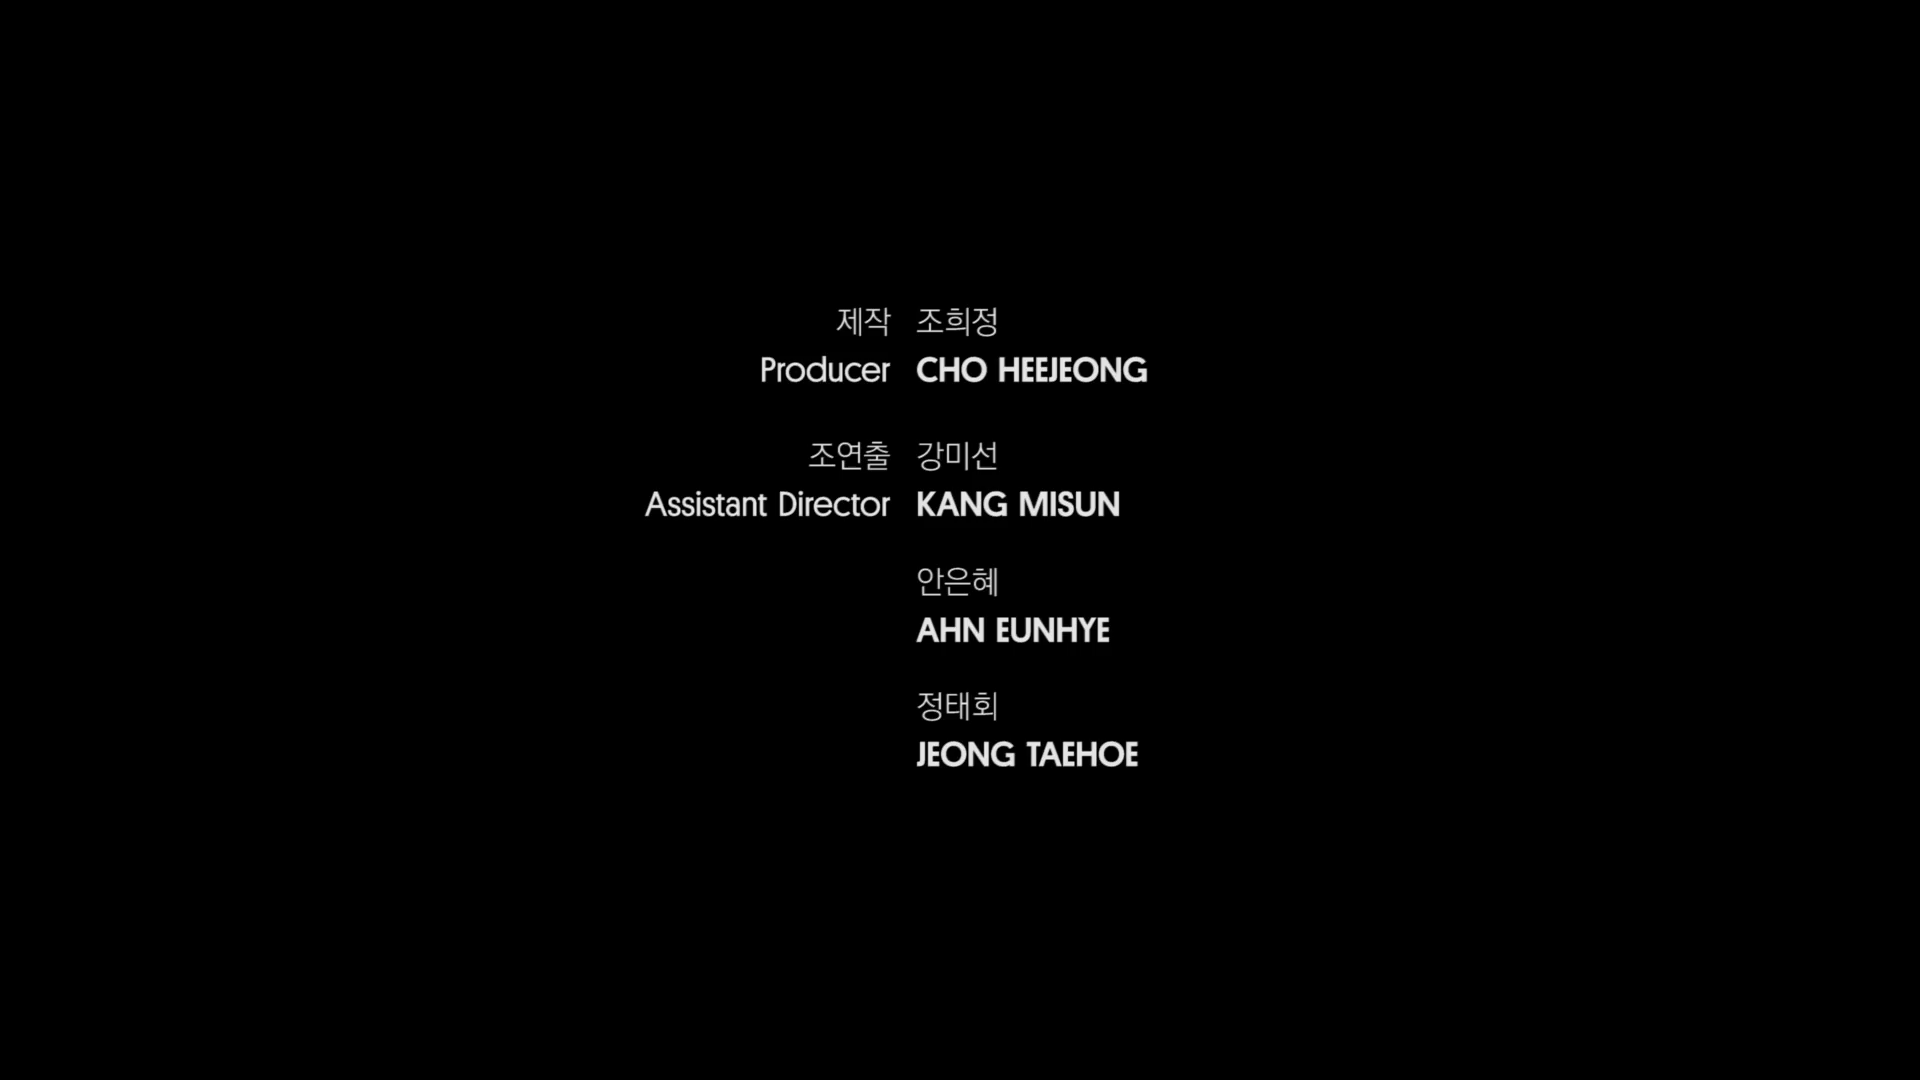 제작 조희정
Producer CHO HEEJEONG
조연출 강미선
Assistant Director KANG MISUN
안은혜
AHN EUNHYE
정태회
JEONG TAEHOE